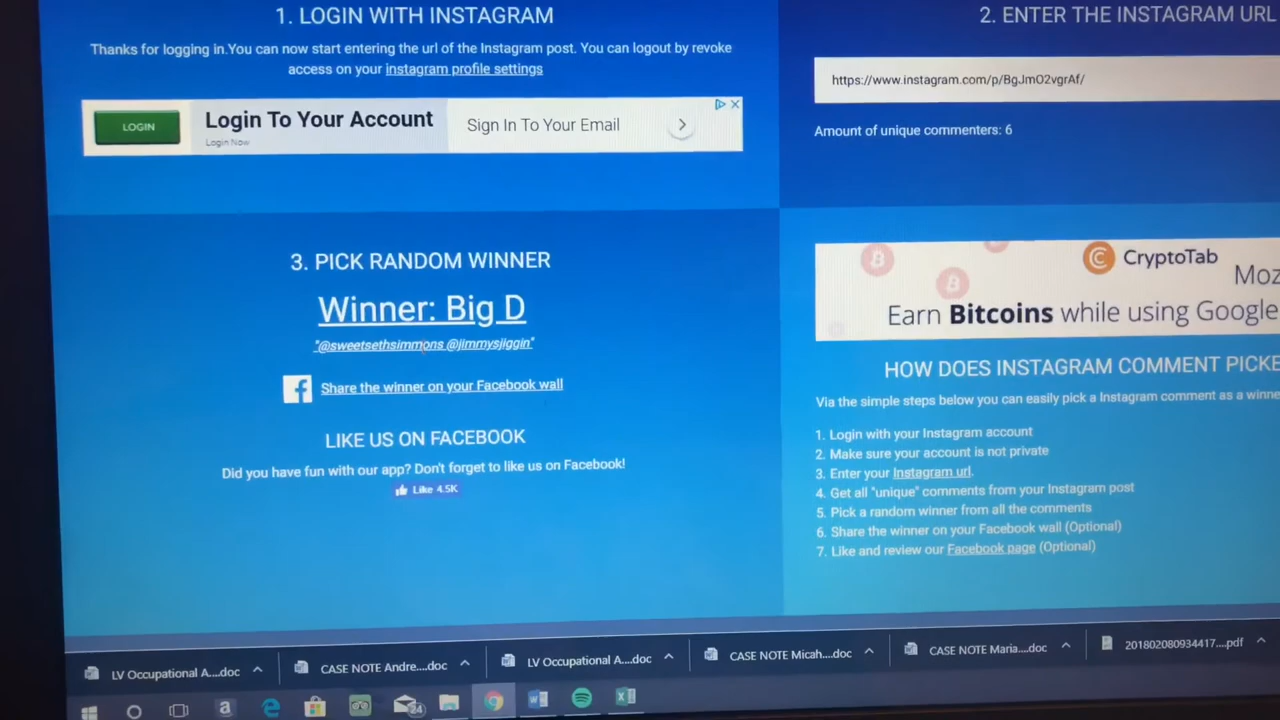 1. LOGIN WITH INSTAGRAM
Thanks for logging in.You can now start entering the url of the Instagram post. You can logout by revoke
access on your instagram profile settings
LOGIN
Login To Your Account
Login Now
Sign In To Your Email
2. ENTER THE INSTAGRAM URL
https://www.instagram.com/p/BgJmO2vgrAf/
Amount of unique commenters: 6
3. PICK RANDOM WINNER
Winner: Big D
"@sweetsethsimmons @jimmysjiggin"
Share the winner on your Facebook wall
LIKE US ON FACEBOOK
Did you have fun with our app? Don't forget to like us on Facebook!
Like 4.5K
CryptoTab
Moz
Earn Bitcoins while using Google
HOW DOES INSTAGRAM COMMENT PICKE
Via the simple steps below you can easily pick a Instagram comment as a winne
1. Login with your Instagram account
2. Make sure your account is not private
3. Enter your Instagram url.
4. Get all "unique" comments from your Instagram post
5. Pick a random winner from all the comments
6. Share the winner on your Facebook wall (Optional)
7. Like and review our Facebook page (Optional)
LV Occupational A....doc
CASE NOTE Andre....doc
LV Occupational A....doc
CASE NOTE Micah....doc
CASE NOTE Maria....doc
201802080934417....pdf
24